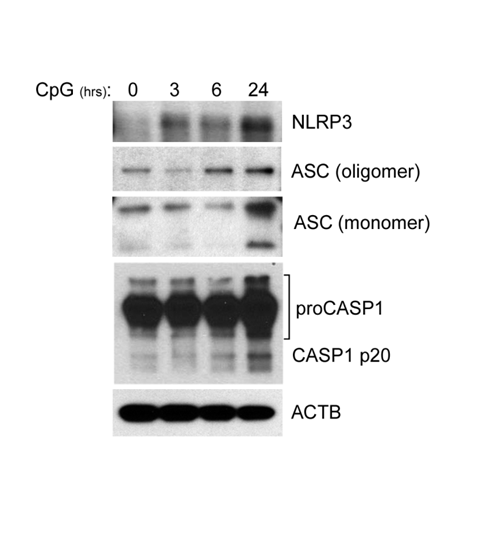 CpG (hrs): 0 3 6 24
NLRP3
ASC (oligomer)
ASC (monomer)
proCASP1
CASP1 p20
ACTB